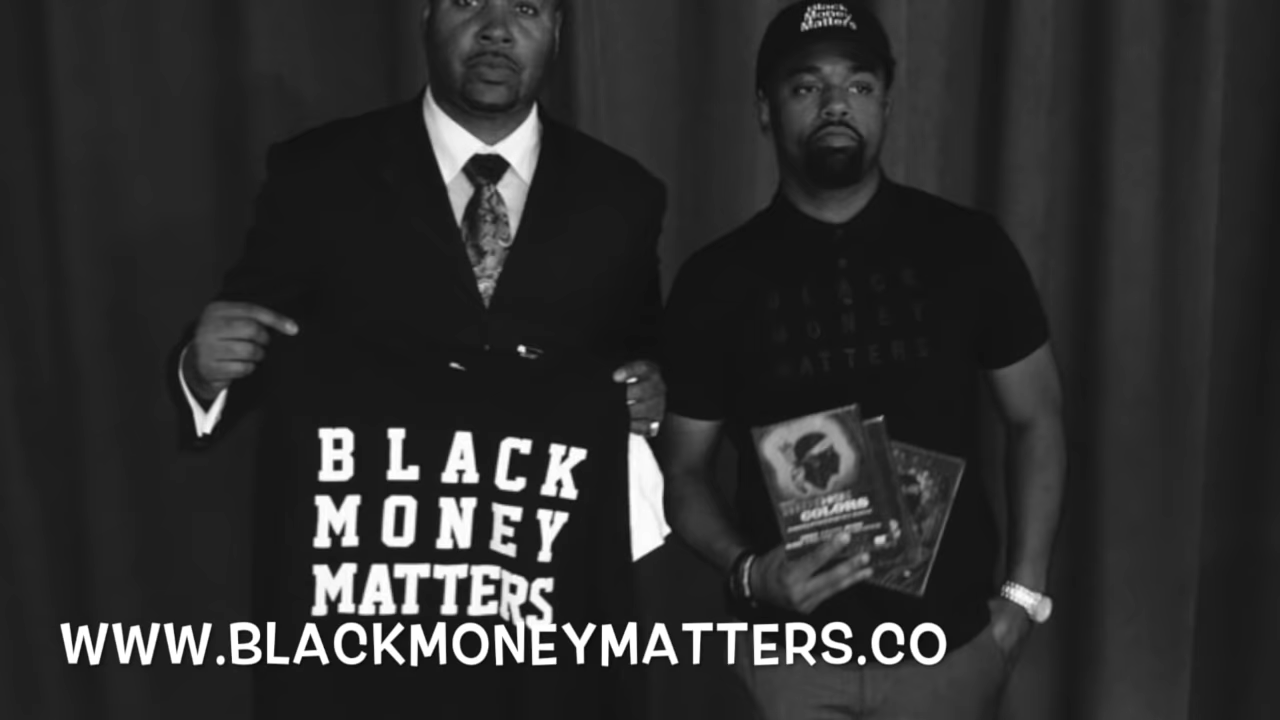 Black
Money
Matters
BLACK
MONEY
MATTERS
BLACK
MONEY
MATTERS
COLORS
WWW.BLACKMONEYMATTERS.CO